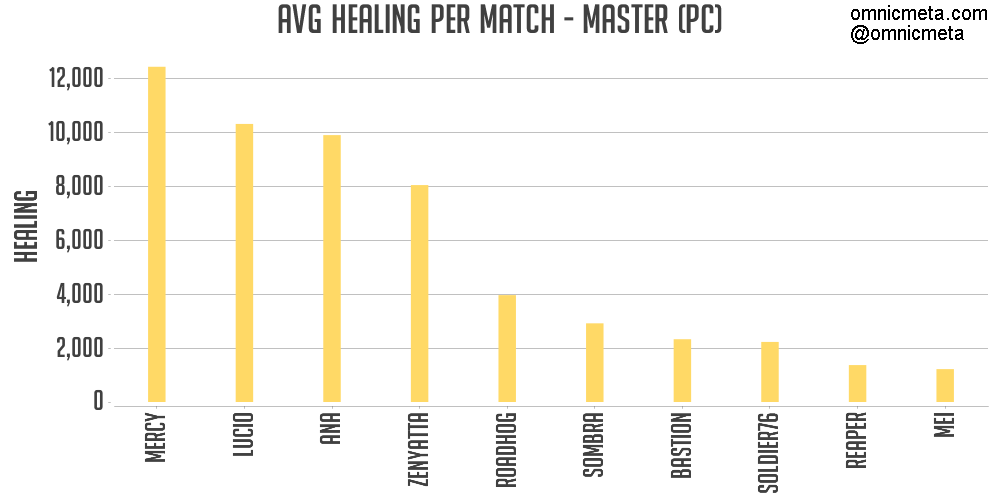 AVG HEALING PER MATCH - MASTER (PC)
omnicmeta.com
@omnicmeta
HEALING
12,000
10,000
8,000
6,000
4,000
2,000
0
MERCY
LUCIO
ANA
ZENYATTA
ROADHOG
SOMBRA
BASTION
SOLDIER76
REAPER
MEI